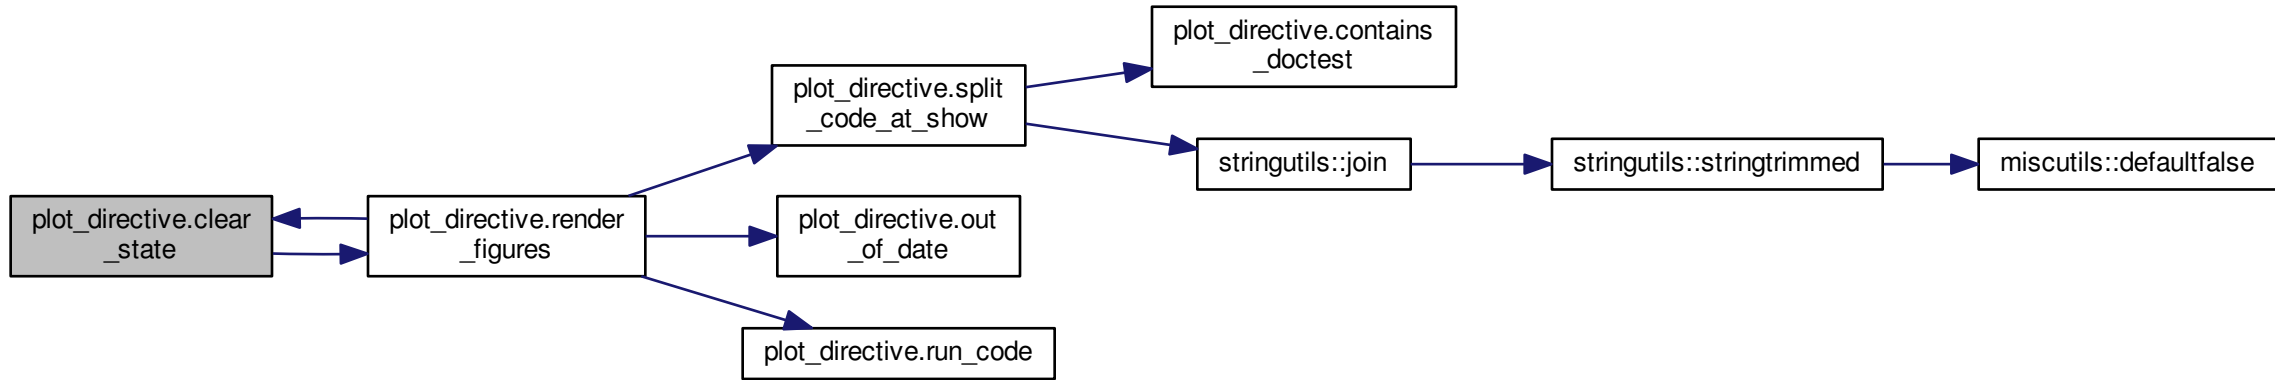 plot_directive.clear
_state
plot_directive.render
_figures
plot_directive.split
_code_at_show
plot_directive.contains
_doctest
stringutils::join
stringutils::stringtrimmed
miscutils::defaultfalse
plot_directive.out
_of_date
plot_directive.run_code